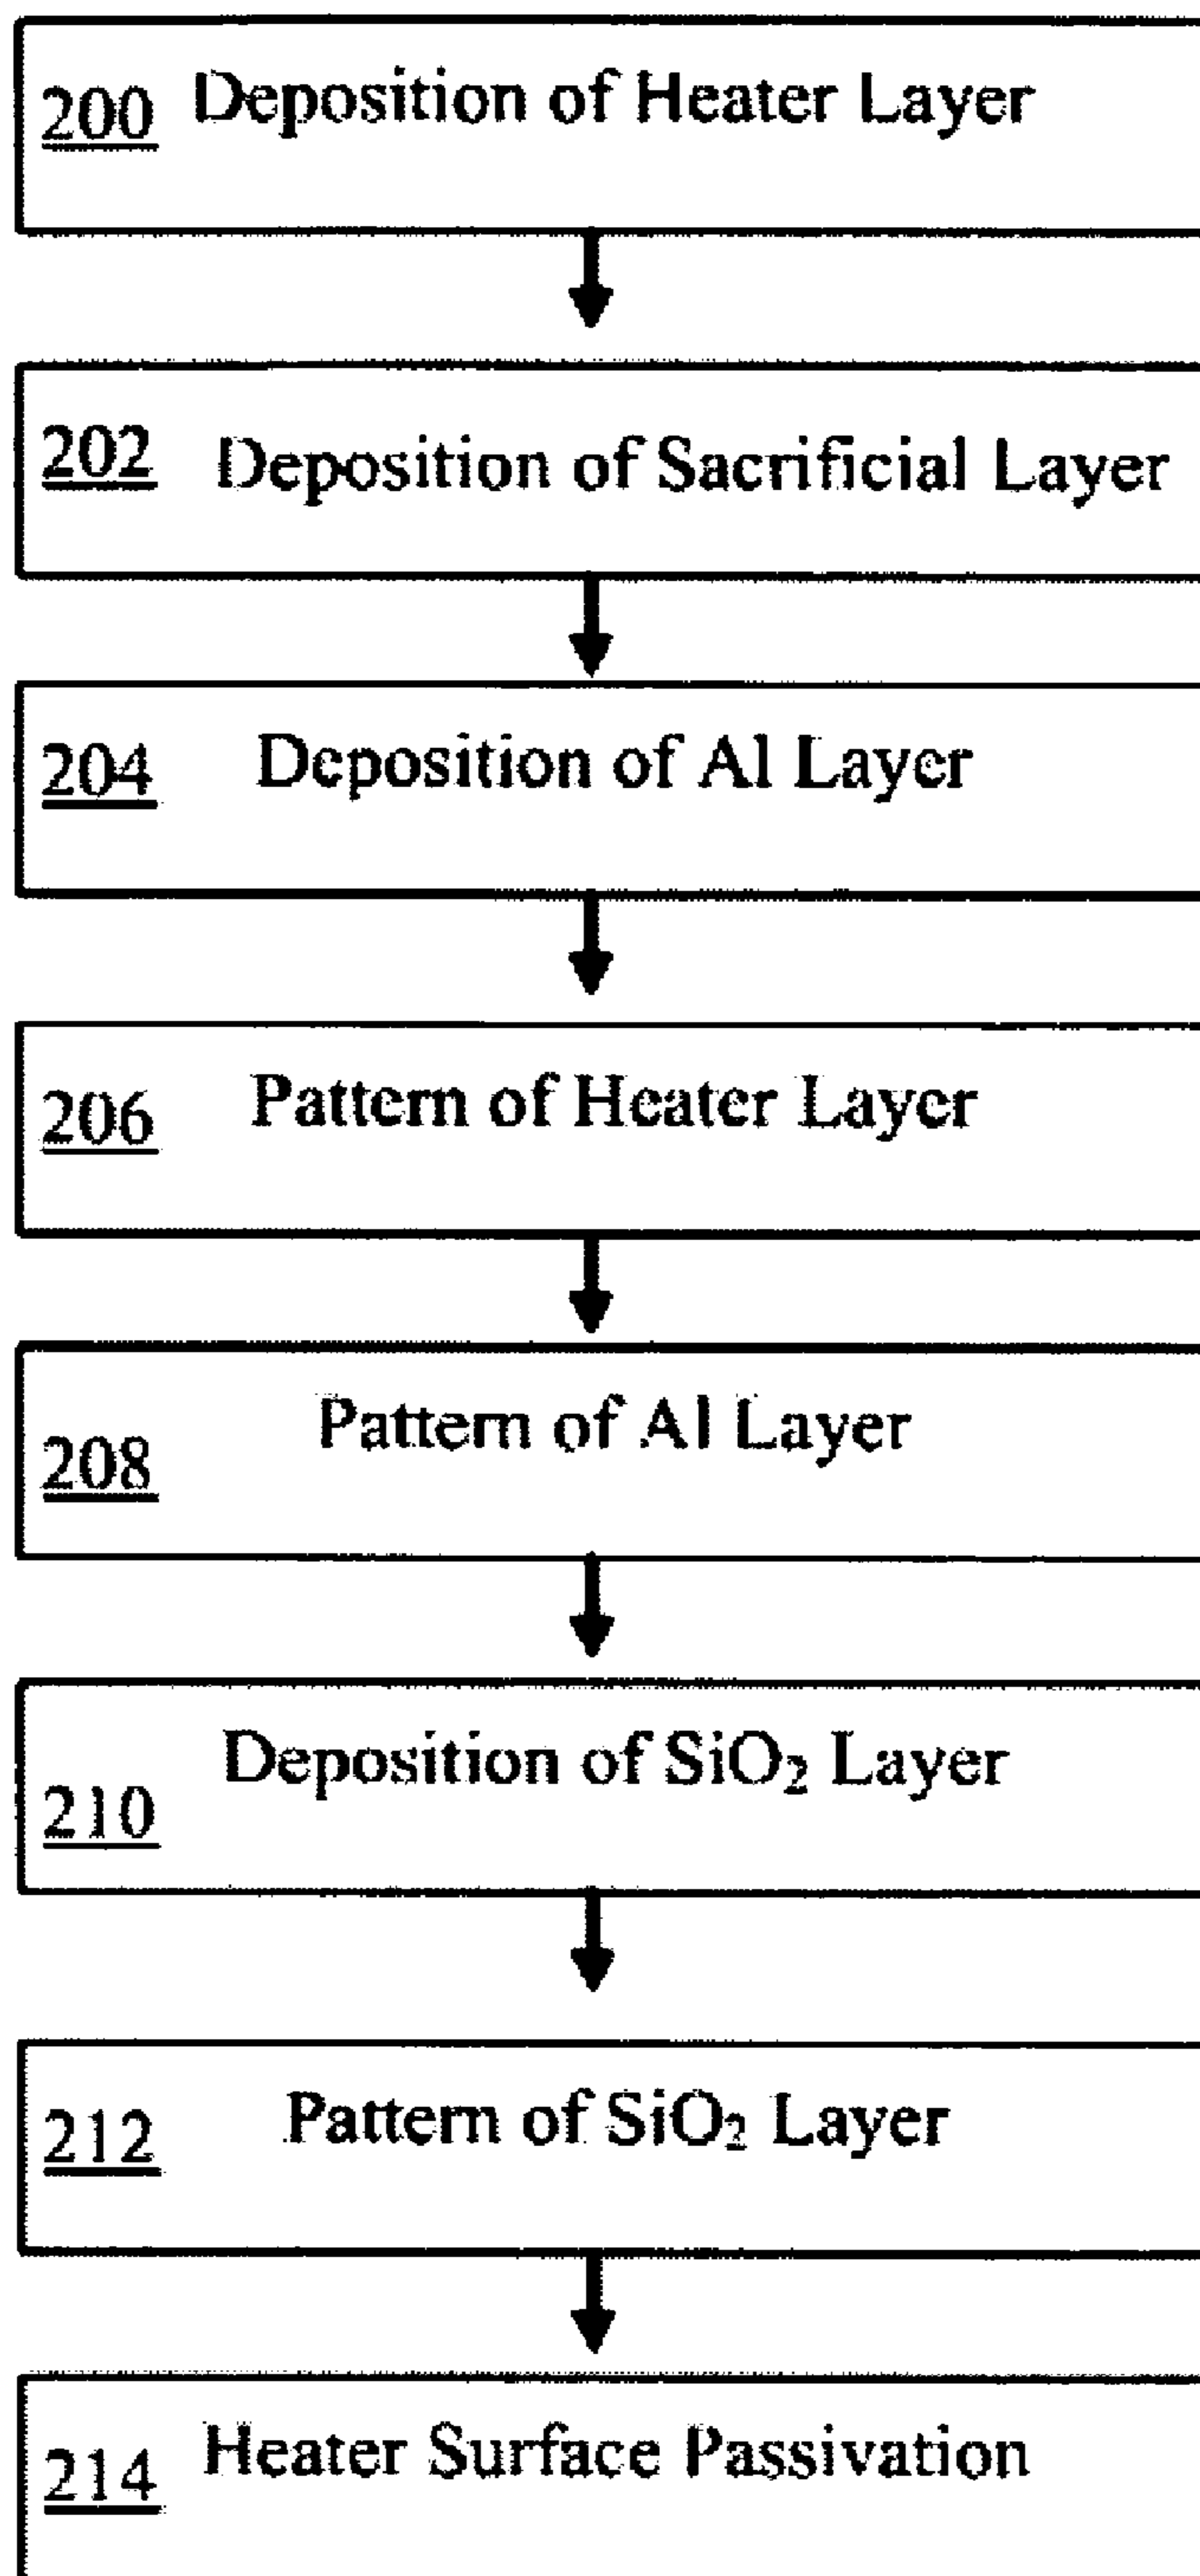 200 Deposition of Heater Layer
202 Deposition of Sacrificial Layer
204 Deposition of Al Layer
206 Pattern of Heater Layer
208 Pattern of Al Layer
210 Deposition of SiO₂ Layer
212 Pattern of SiO₂ Layer
214 Heater Surface Passivation